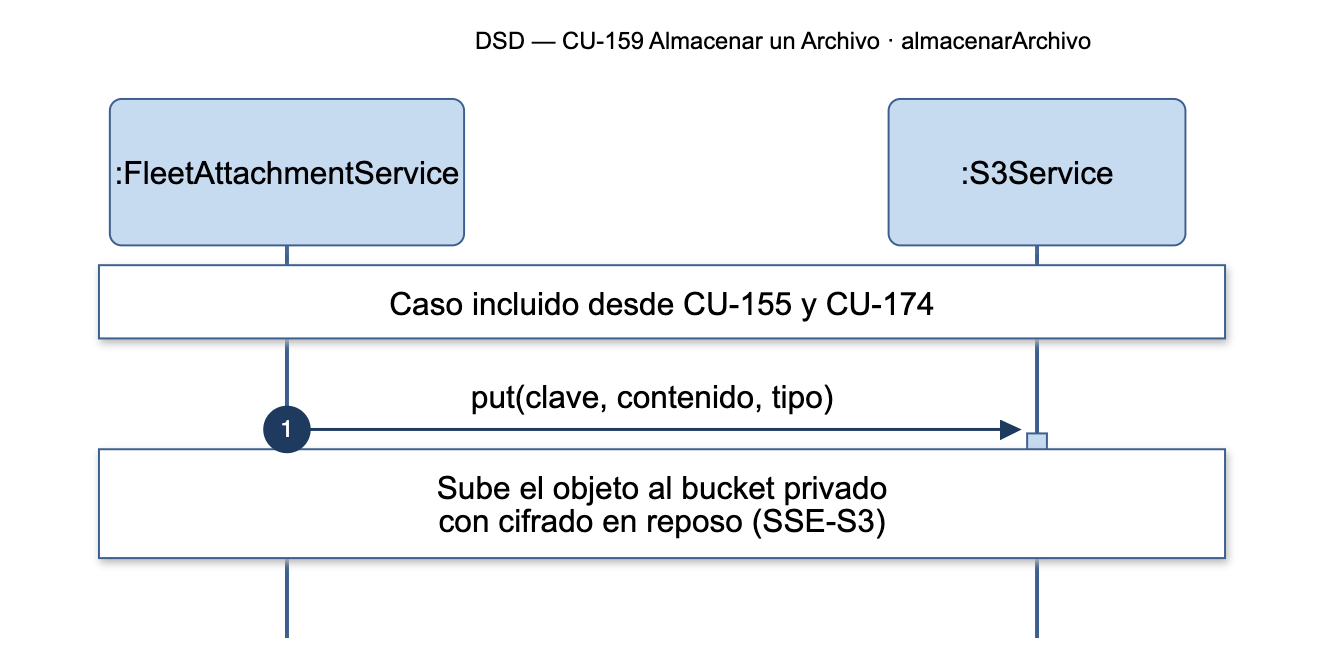 DSD — CU-159 Almacenar un Archivo · almacenarArchivo
:FleetAttachmentService
:S3Service
Caso incluido desde CU-155 y CU-174
put(clave, contenido, tipo)
1
Sube el objeto al bucket privado
con cifrado en reposo (SSE-S3)